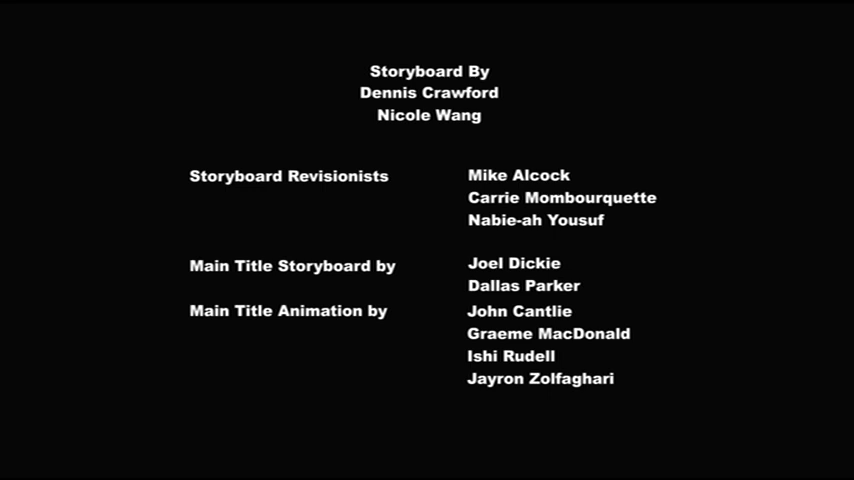 Storyboard By
Dennis Crawford
Nicole Wang
Storyboard Revisionists
Mike Alcock
Carrie Mombourquette
Nabie-ah Yousuf
Main Title Storyboard by
Joel Dickie
Dallas Parker
Main Title Animation by
John Cantlie
Graeme MacDonald
Ishi Rudell
Jayron Zolfaghari